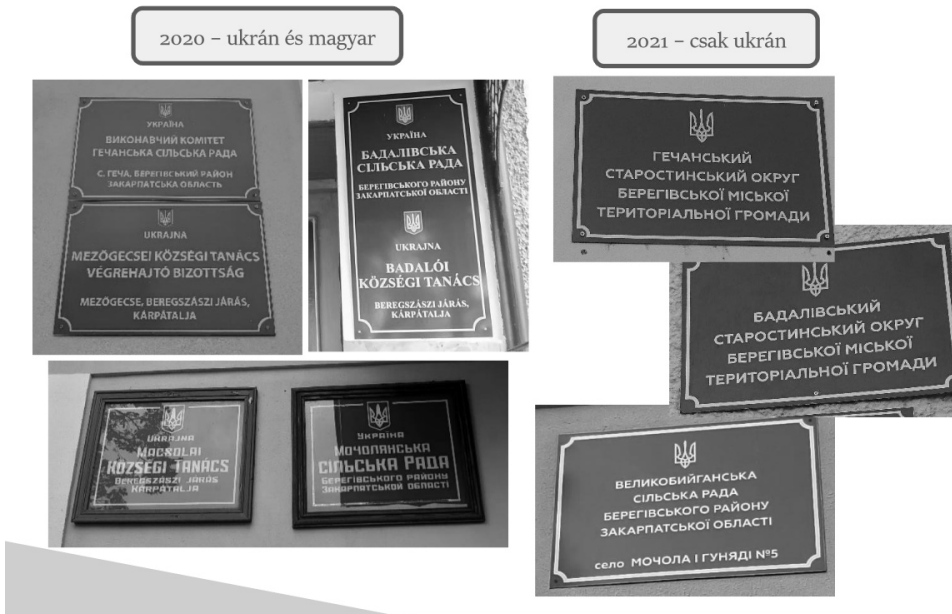 2020 – ukrán és magyar
УКРАЇНА
ВИКОНАВЧИЙ КОМІТЕТ
ГЕЧАНСЬКА СІЛЬСЬКА РАДА
С. ГЕЧА, БЕРЕГІВСЬКИЙ РАЙОН
ЗАКАРПАТСЬКА ОБЛАСТЬ
UKRAJNA
MEZŐGECSEI KÖZSÉGI TANÁCS
VÉGREHAJTÓ BIZOTTSÁG
MEZŐGECSE, BEREGSZÁSZI JÁRÁS,
KÁRPÁTALJA
УКРАЇНА
БАДАЛІВСЬКА
СІЛЬСЬКА РАДА
БЕРЕГІВСЬКОГО РАЙОНУ
ЗАКАРПАТСЬКОЇ ОБЛАСТІ
UKRAJNA
BADALÓI
KÖZSÉGI TANÁCS
BEREGSZÁSZI JÁRÁS,
KÁRPÁTALJA
UKRAJNA
MACSOLAI
KÖZSÉGI TANÁCS
BEREGSZÁSZI JÁRÁS
KÁRPÁTALJA
УКРАЇНА
МОЧОЛЯНСЬКА
СІЛЬСЬКА РАДА
БЕРЕГІВСЬКОГО РАЙОНУ
ЗАКАРПАТСЬКОЙ ОБЛАСТІ
2021 – csak ukrán
ГЕЧАНСЬКИЙ
СТАРОСТИНСЬКИЙ ОКРУГ
БЕРЕГІВСЬКОЇ МІСЬКОЇ
ТЕРИТОРІАЛЬНОЇ ГРОМАДИ
БАДАЛІВСЬКИЙ
СТАРОСТИНСЬКИЙ ОКРУГ
БЕРЕГІВСЬКОЇ МІСЬКОЇ
ТЕРИТОРІАЛЬНОЇ ГРОМАДИ
ВЕЛИКОБИЙГАНСЬКА
СІЛЬСЬКА РАДА
БЕРЕГІВСЬКОГО РАЙОНУ
ЗАКАРПАТСЬКОЇ ОБЛАСТІ
село МОЧОЛА І ГУНЯДІ №5